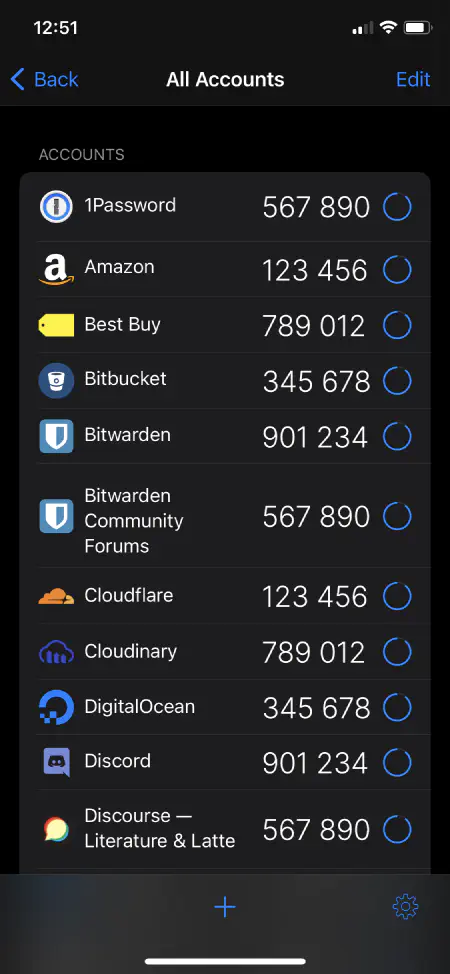 12:51
Back All Accounts Edit
ACCOUNTS
1Password 567 890
Amazon 123 456
Best Buy 789 012
Bitbucket 345 678
Bitwarden 901 234
Bitwarden
Community 567 890
Forums
Cloudflare 123 456
Cloudinary 789 012
DigitalOcean 345 678
Discord 901 234
Discourse —
Literature & Latte 567 890